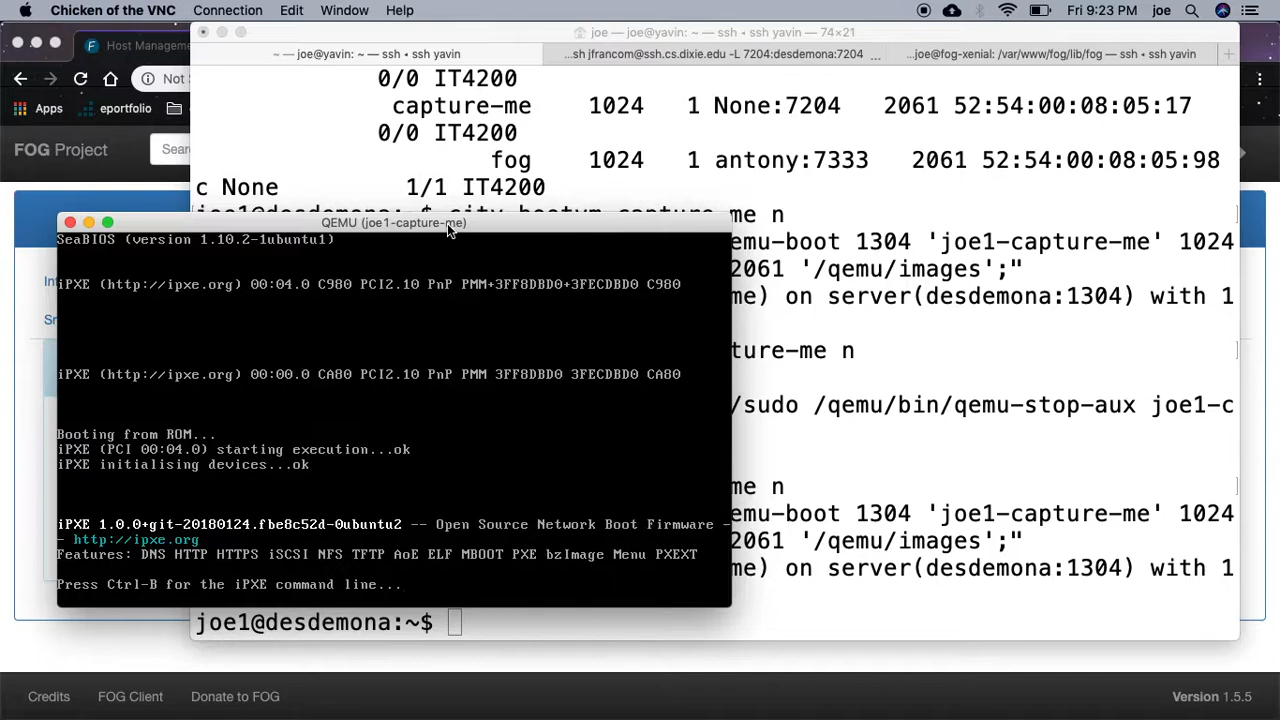 Chicken of the VNC Connection Edit Window Help Fri 9:23 PM joe
joe — joe@yavin: ~ — ssh ‹ ssh yavin — 74×21
Host Management
~ — joe@yavin: ~ — ssh ‹ ssh yavin
...sh jfrancom@ssh.cs.dixie.edu -L 7204:desdemona:7204 ...
...joe@fog-xenial: /var/www/fog/lib/fog — ssh ‹ ssh yavin
Not S
Apps eportfolio
FOG Project
Sear
0/0 IT4200
capture-me 1024 1 None:7204 2061 52:54:00:08:05:17
0/0 IT4200
fog 1024 1 antony:7333 2061 52:54:00:08:05:98
c None 1/1 IT4200
joe1@desdemona:~$ city bootvm capture-me n
emu-boot 1304 'joe1-capture-me' 1024
2061 '/qemu/images';"
me) on server(desdemona:1304) with 1
ture-me n
/sudo /qemu/bin/qemu-stop-aux joe1-c
me n
emu-boot 1304 'joe1-capture-me' 1024
2061 '/qemu/images';"
me) on server(desdemona:1304) with 1
joe1@desdemona:~$
QEMU (joe1-capture-me)
SeaBIOS (version 1.10.2-1ubuntu1)
iPXE (http://ipxe.org) 00:04.0 C980 PCI2.10 PnP PMM+3FF8DBD0+3FECDBD0 C980
iPXE (http://ipxe.org) 00:00.0 CA80 PCI2.10 PnP PMM 3FF8DBD0 3FECDBD0 CA80
Booting from ROM...
iPXE (PCI 00:04.0) starting execution...ok
iPXE initialising devices...ok
iPXE 1.0.0+git-20180124.fbe8c52d-0ubuntu2 -- Open Source Network Boot Firmware -
- http://ipxe.org
Features: DNS HTTP HTTPS iSCSI NFS TFTP AoE ELF MBOOT PXE bzImage Menu PXEXT
Press Ctrl-B for the iPXE command line...
Credits FOG Client Donate to FOG Version 1.5.5